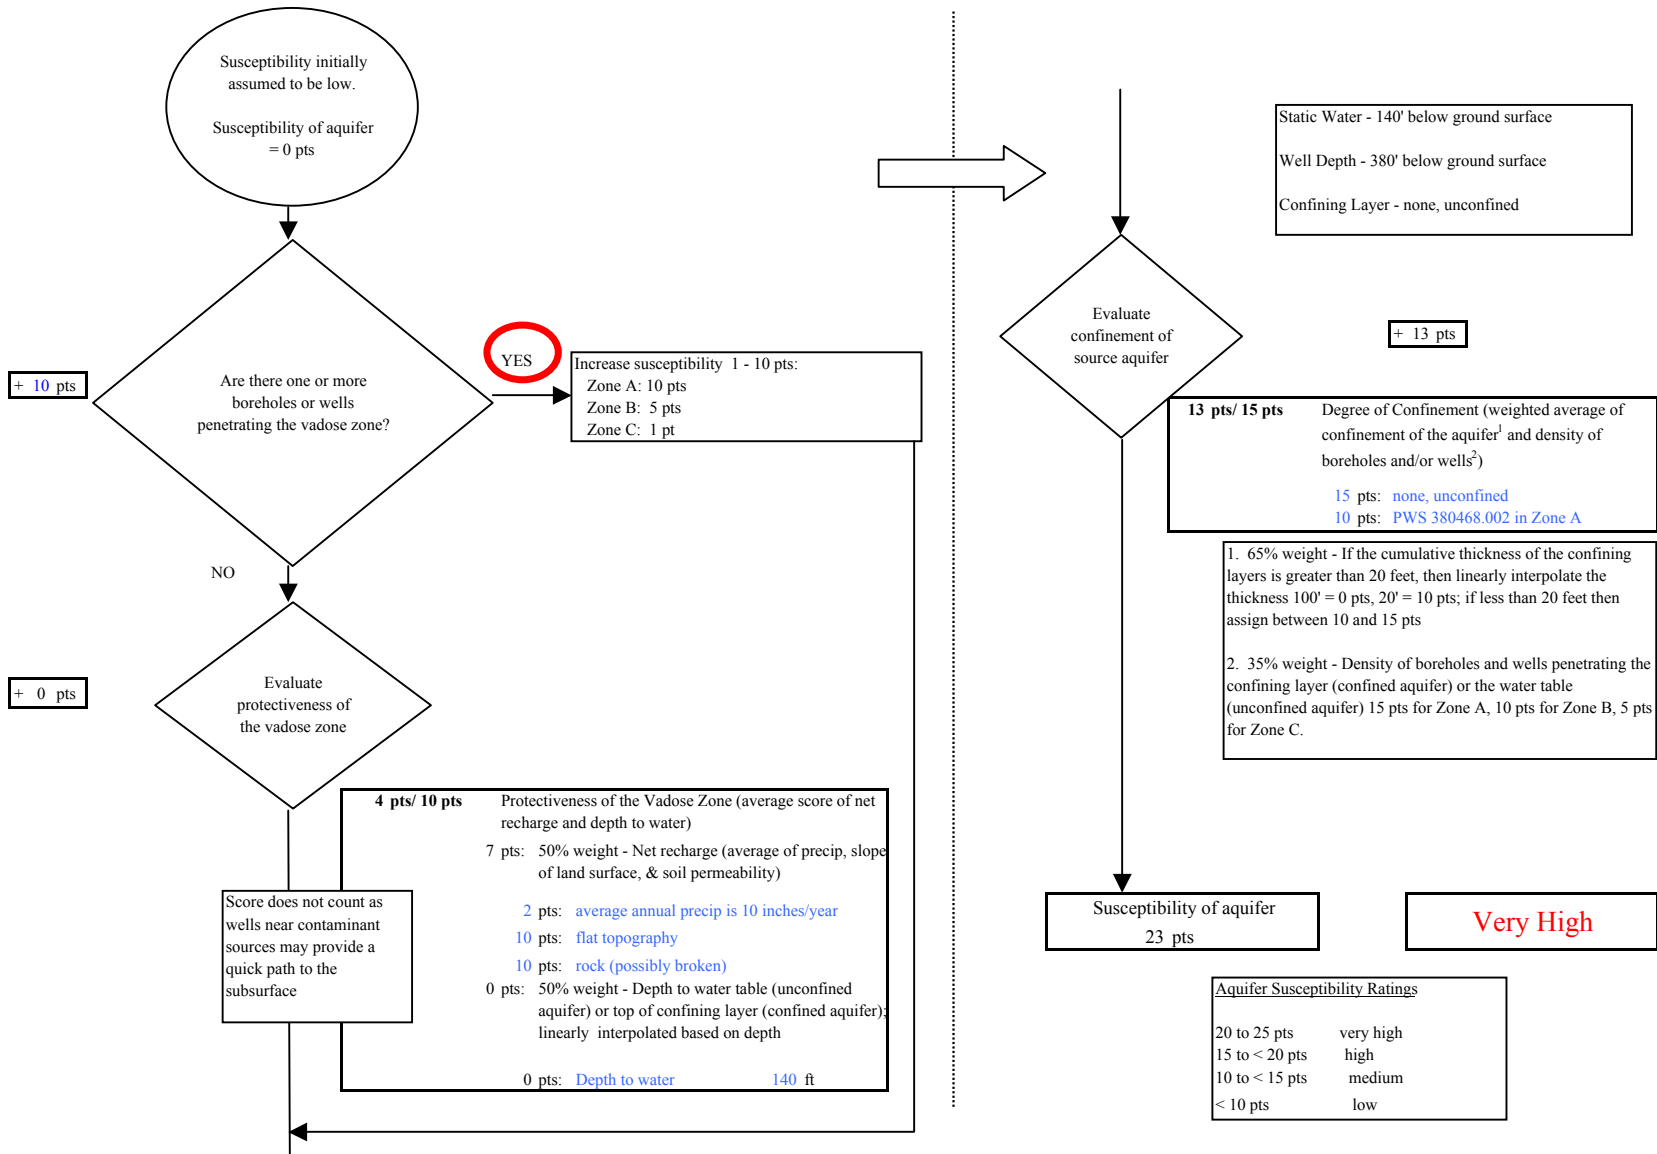 Susceptibility initially
assumed to be low.
Susceptibility of aquifer
= 0 pts
+ 10 pts
Are there one or more
boreholes or wells
penetrating the vadose zone?
YES
Increase susceptibility 1 - 10 pts:
Zone A: 10 pts
Zone B: 5 pts
Zone C: 1 pt
NO
+ 0 pts
Evaluate
protectiveness of
the vadose zone
4 pts/ 10 pts Protectiveness of the Vadose Zone (average score of net
recharge and depth to water)
7 pts: 50% weight - Net recharge (average of precip, slope
of land surface, & soil permeability)
2 pts: average annual precip is 10 inches/year
10 pts: flat topography
10 pts: rock (possibly broken)
0 pts: 50% weight - Depth to water table (unconfined
aquifer) or top of confining layer (confined aquifer);
linearly interpolated based on depth
0 pts: Depth to water 140 ft
Score does not count as
wells near contaminant
sources may provide a
quick path to the
subsurface
Static Water - 140' below ground surface
Well Depth - 380' below ground surface
Confining Layer - none, unconfined
Evaluate
confinement of
source aquifer
+ 13 pts
13 pts/ 15 pts Degree of Confinement (weighted average of
confinement of the aquifer1 and density of
boreholes and/or wells2)
15 pts: none, unconfined
10 pts: PWS 380468.002 in Zone A
1. 65% weight - If the cumulative thickness of the confining
layers is greater than 20 feet, then linearly interpolate the
thickness 100' = 0 pts, 20' = 10 pts; if less than 20 feet then
assign between 10 and 15 pts
2. 35% weight - Density of boreholes and wells penetrating the
confining layer (confined aquifer) or the water table
(unconfined aquifer) 15 pts for Zone A, 10 pts for Zone B, 5 pts
for Zone C.
Susceptibility of aquifer
23 pts
Very High
Aquifer Susceptibility Ratings
20 to 25 pts very high
15 to < 20 pts high
10 to < 15 pts medium
< 10 pts low